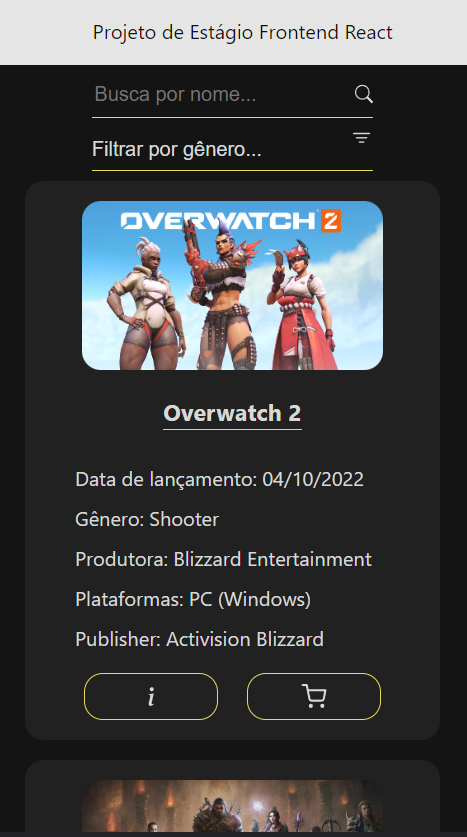 Projeto de Estágio Frontend React
Busca por nome...
Filtrar por gênero...
OVERWATCH 2
Overwatch 2
Data de lançamento: 04/10/2022
Gênero: Shooter
Produtora: Blizzard Entertainment
Plataformas: PC (Windows)
Publisher: Activision Blizzard
i